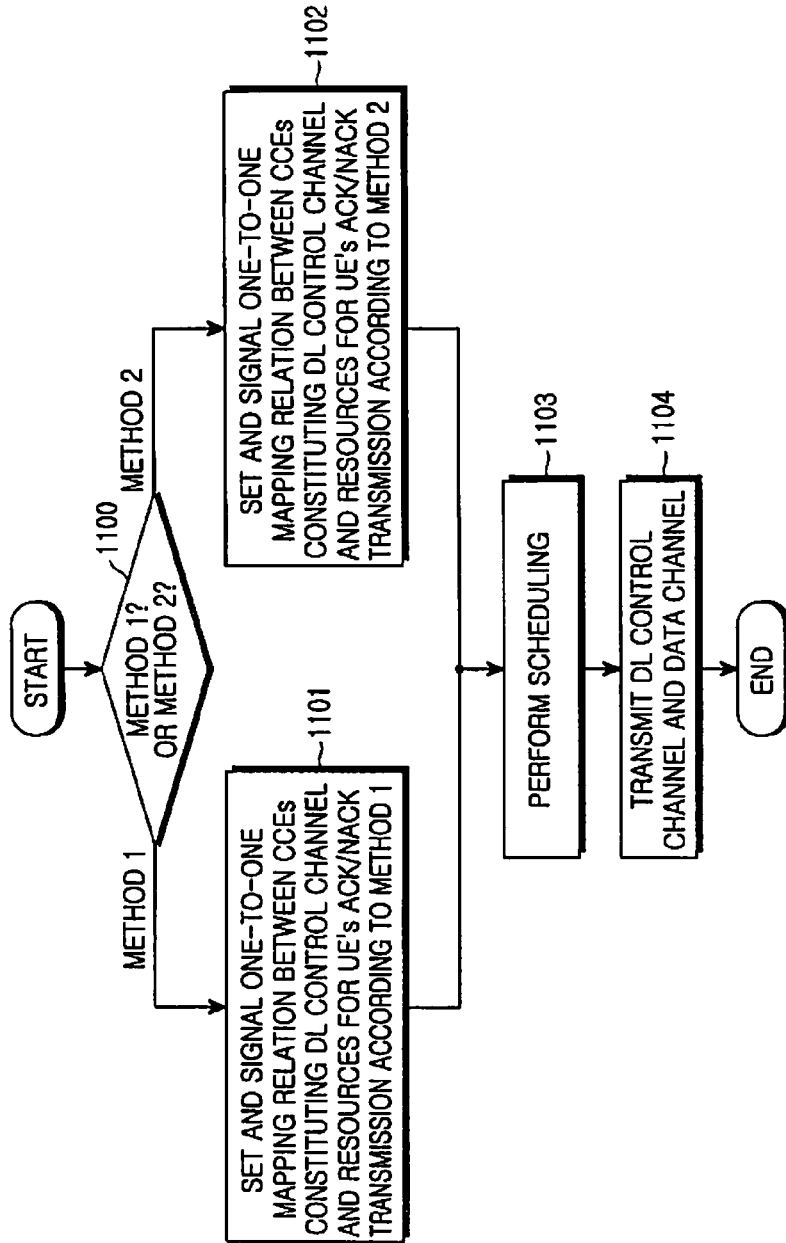 START
1100
METHOD 1?
OR METHOD 2?
METHOD 1
METHOD 2
1101
SET AND SIGNAL ONE-TO-ONE
MAPPING RELATION BETWEEN CCEs
CONSTITUTING DL CONTROL CHANNEL
AND RESOURCES FOR UE's ACK/NACK
TRANSMISSION ACCORDING TO METHOD 1
1102
SET AND SIGNAL ONE-TO-ONE
MAPPING RELATION BETWEEN CCEs
CONSTITUTING DL CONTROL CHANNEL
AND RESOURCES FOR UE's ACK/NACK
TRANSMISSION ACCORDING TO METHOD 2
1103
PERFORM SCHEDULING
1104
TRANSMIT DL CONTROL
CHANNEL AND DATA CHANNEL
END